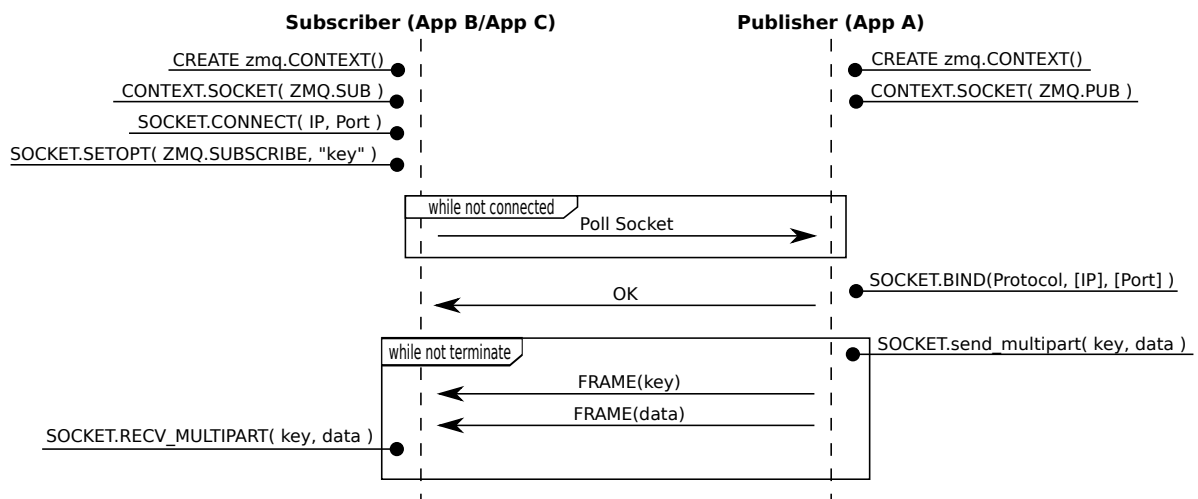 Subscriber (App B/App C)
Publisher (App A)
CREATE zmq.CONTEXT()
CREATE zmq.CONTEXT()
CONTEXT.SOCKET( ZMQ.SUB )
CONTEXT.SOCKET( ZMQ.PUB )
SOCKET.CONNECT( IP, Port )
SOCKET.SETOPT( ZMQ.SUBSCRIBE, "key" )
while not connected
Poll Socket
SOCKET.BIND(Protocol, [IP], [Port] )
OK
SOCKET.send_multipart( key, data )
while not terminate
FRAME(key)
FRAME(data)
SOCKET.RECV_MULTIPART( key, data )